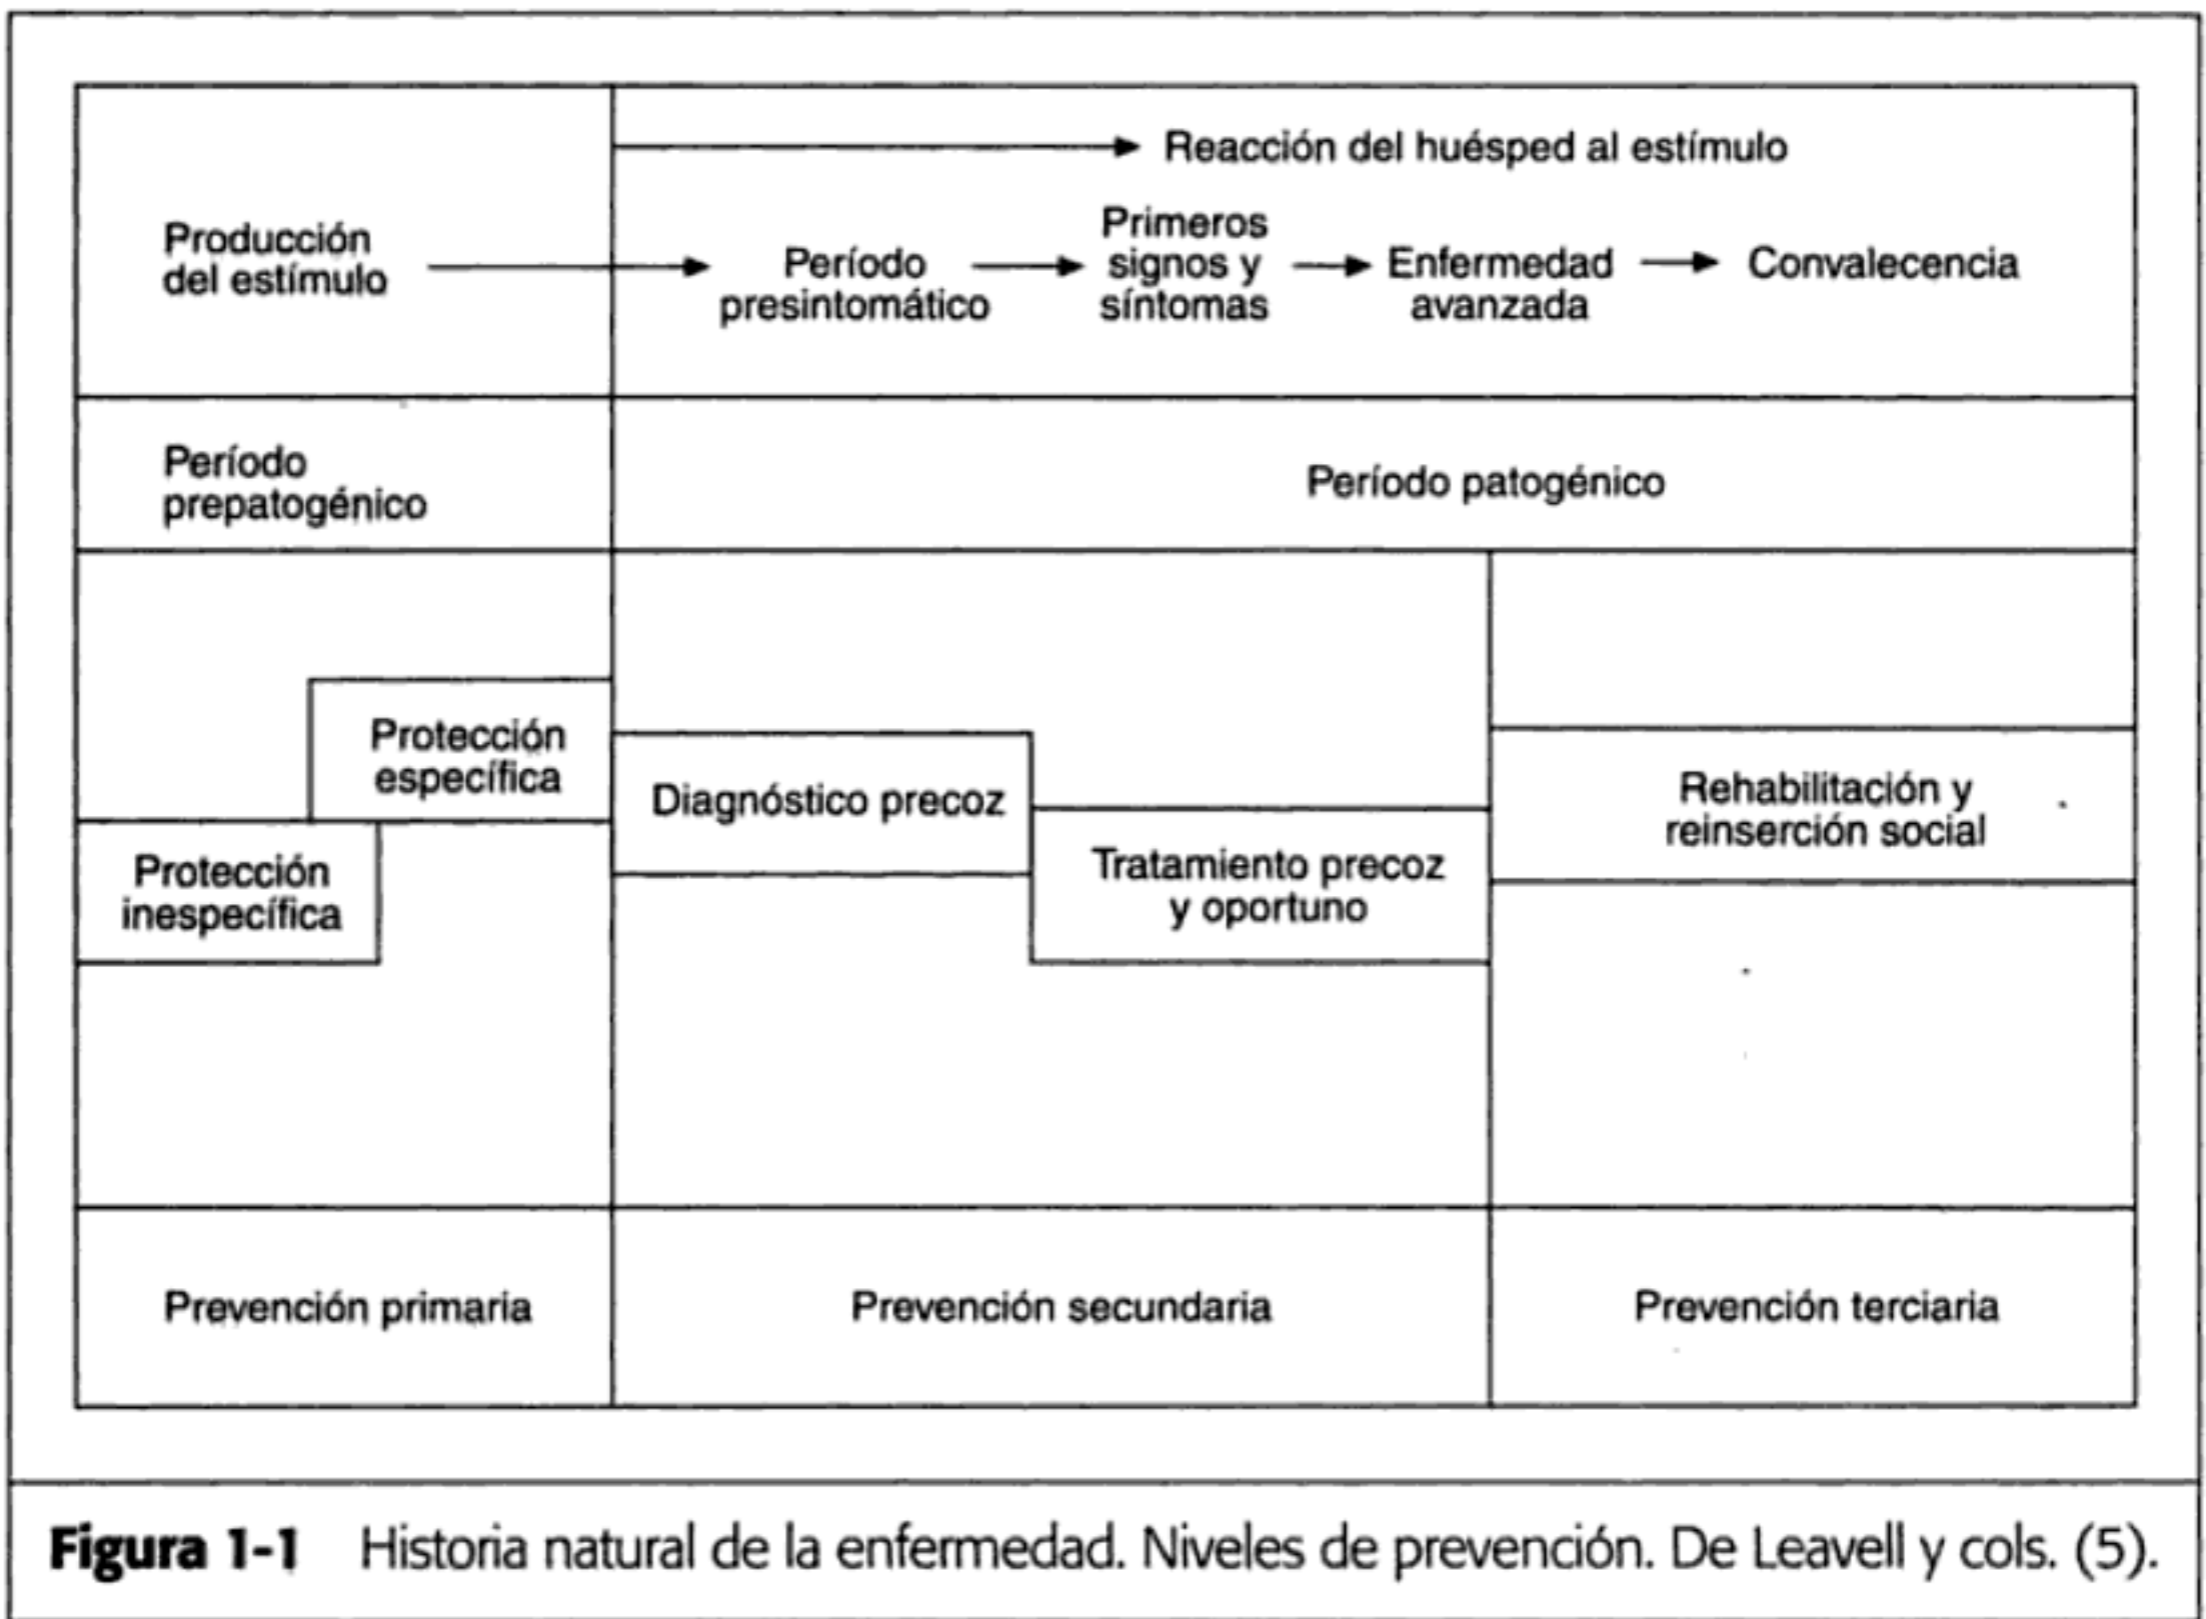 Reacción del huésped al estímulo
Producción
del estímulo
Período
presintomático
Primeros
signos y
síntomas
Enfermedad
avanzada
Convalecencia
Período
prepatogénico
Período patogénico
Protección
específica
Protección
inespecífica
Diagnóstico precoz
Tratamiento precoz
y oportuno
Rehabilitación y
reinserción social
Prevención primaria
Prevención secundaria
Prevención terciaria
Figura 1-1 Historia natural de la enfermedad. Niveles de prevención. De Leavell y cols. (5).